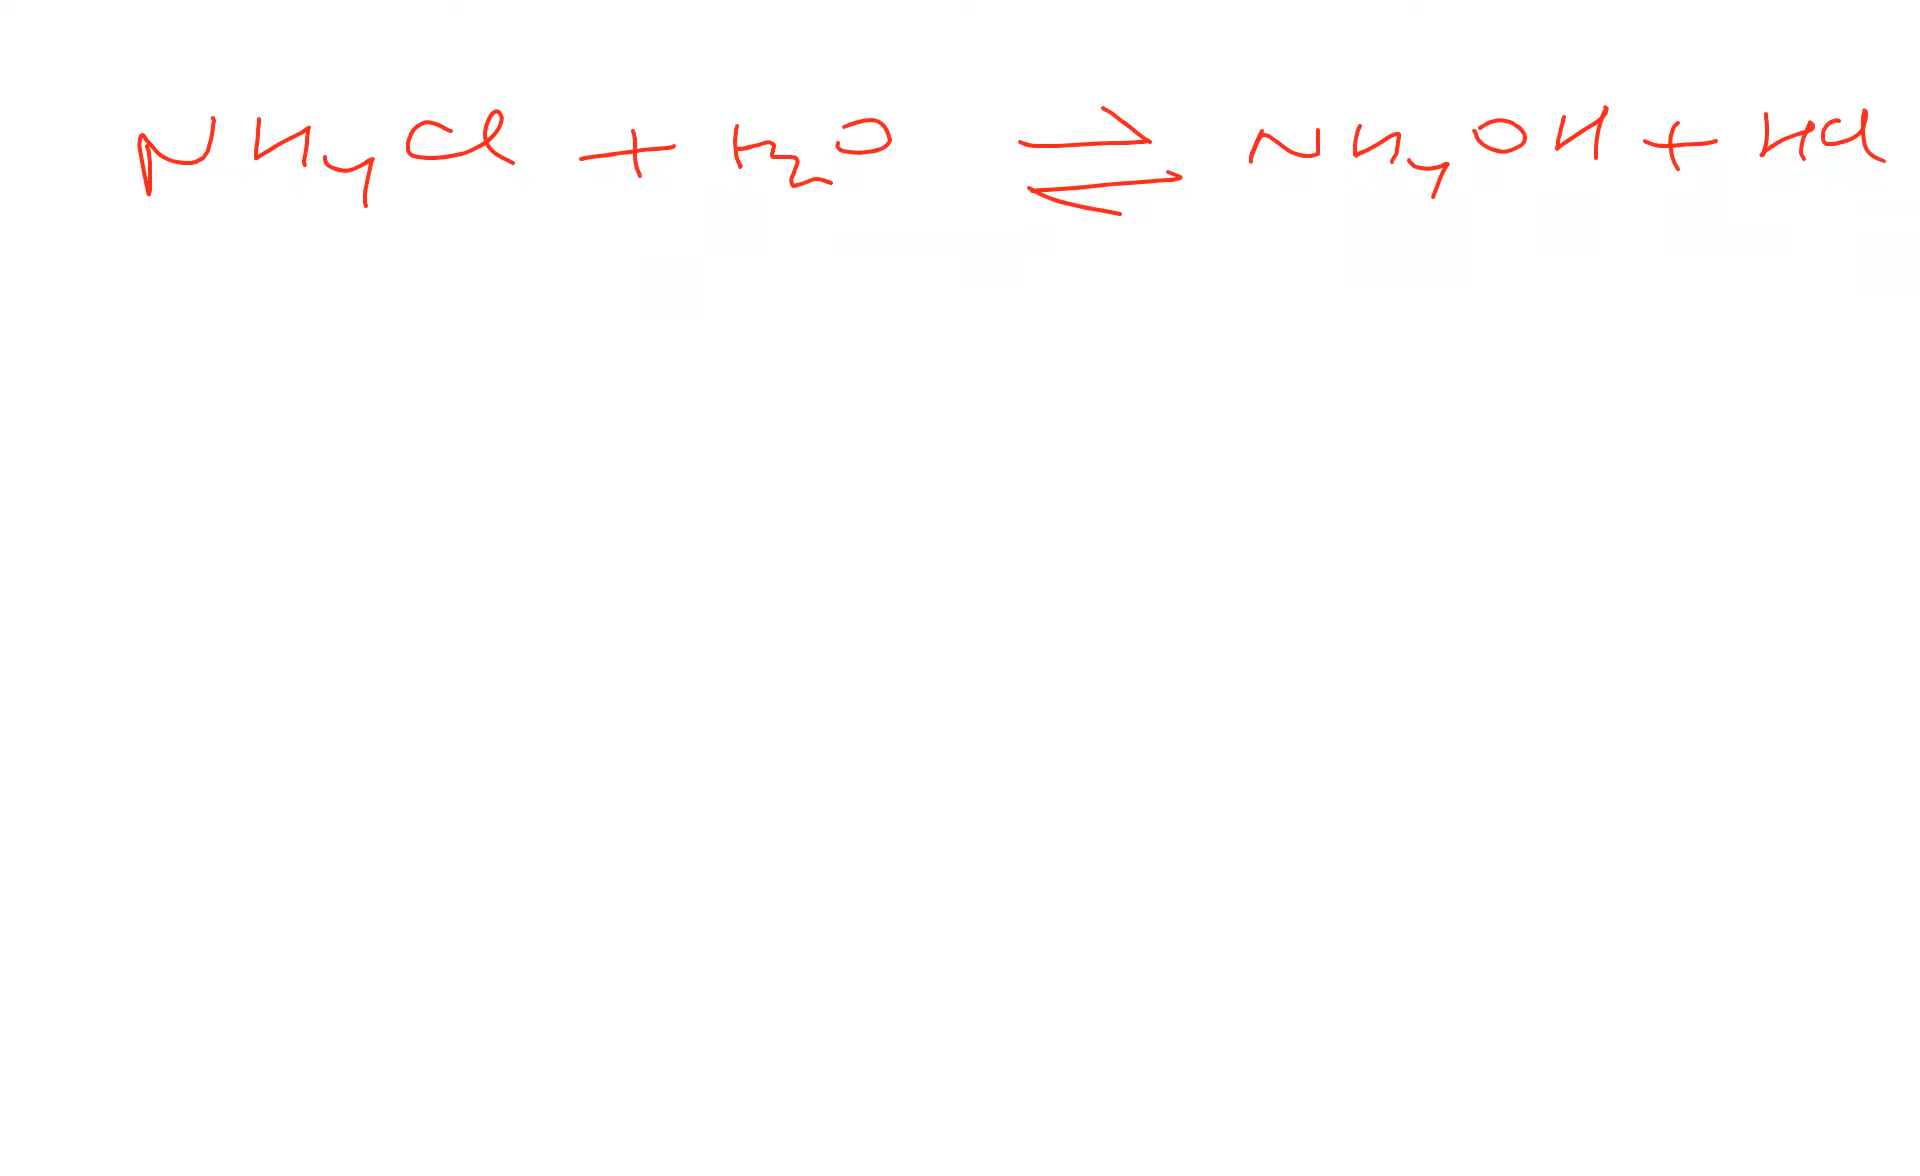 NH₄Cl + H₂O ⇌ NH₄OH + HCl